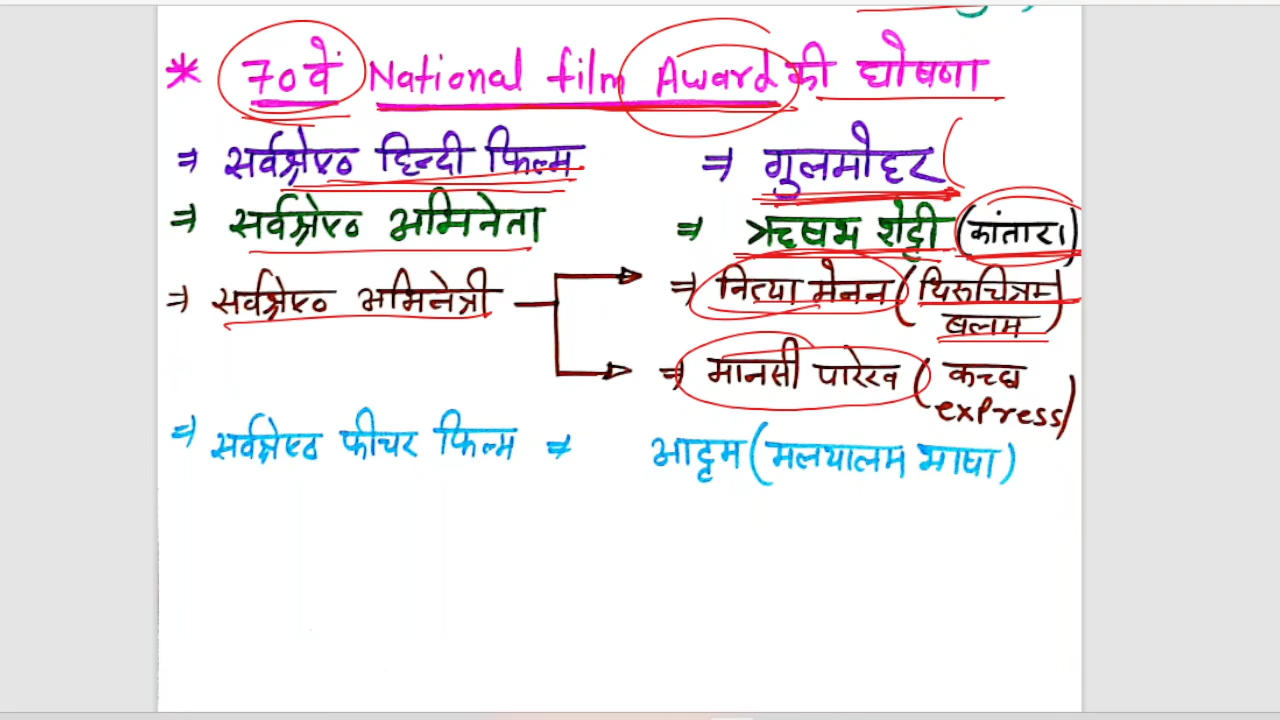 * 70वें National film Award की घोषणा
⇒ सर्वश्रेष्ठ हिन्दी फिल्म ⇒ गुलमोहर (
⇒ सर्वश्रेष्ठ अभिनेता ⇒ ऋषभ शेट्टी (कांतारा)
⇒ सर्वश्रेष्ठ अभिनेत्री ⇒ नित्या मेनन (थिरुचित्रम
बलम)
⇒ मानसी पारेख (कच्छ
express)
⇒ सर्वश्रेष्ठ फीचर फिल्म ⇒ आट्टम (मलयालम भाषा)